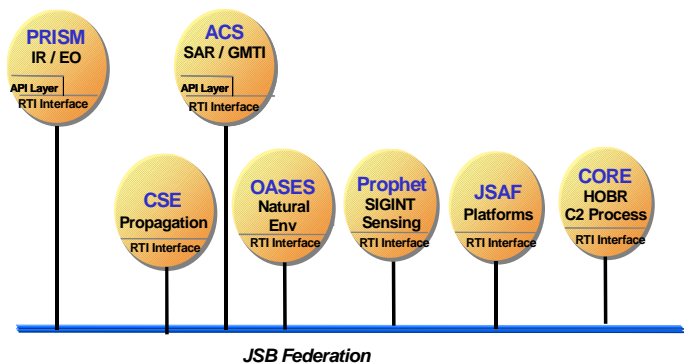 PRISM
IR / EO
API Layer
RTI Interface
ACS
SAR / GMTI
API Layer
RTI Interface
CSE
Propagation
RTI Interface
OASES
Natural
Env
RTI Interface
Prophet
SIGINT
Sensing
RTI Interface
JSAF
Platforms
RTI Interface
CORE
HOBR
C2 Process
RTI Interface
JSB Federation